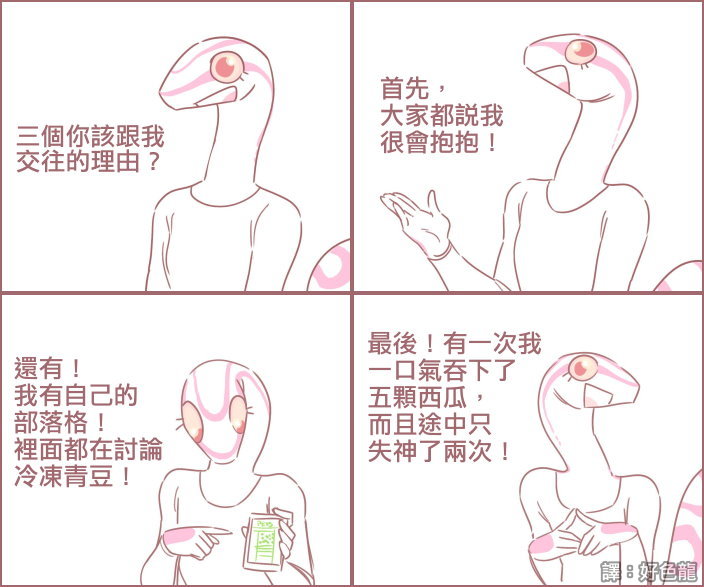 三個你該跟我
交往的理由？
首先，
大家都說我
很會抱抱！
還有！
我有自己的
部落格！
裡面都在討論
冷凍青豆！
PEAS
最後！有一次我
一口氣吞下了
五顆西瓜，
而且途中只
失神了兩次！
譯：好色龍